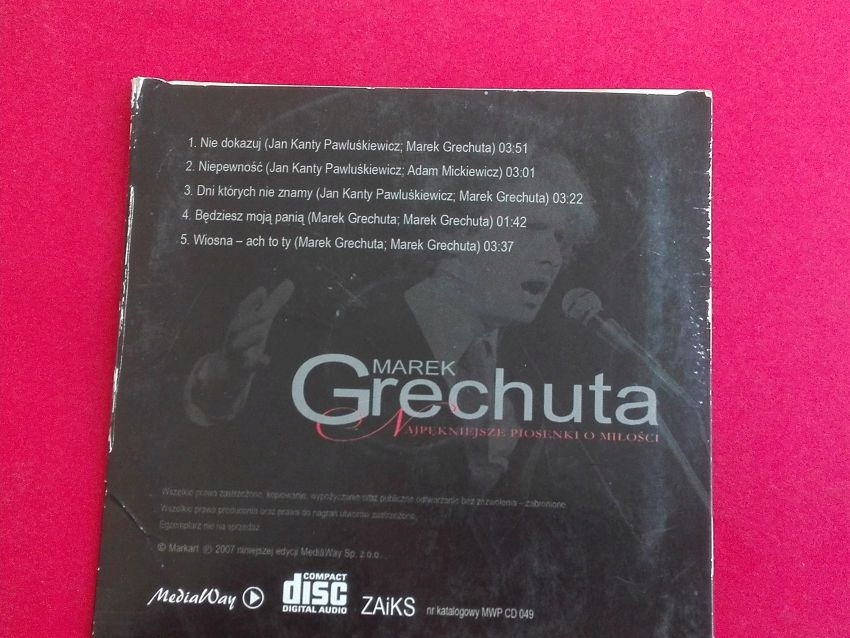 1. Nie dokazuj (Jan Kanty Pawluśkiewicz; Marek Grechuta) 03:51
2. Niepewność (Jan Kanty Pawluśkiewicz; Adam Mickiewicz) 03:01
3. Dni których nie znamy (Jan Kanty Pawluśkiewicz; Marek Grechuta) 03:22
4. Będziesz moją panią (Marek Grechuta; Marek Grechuta) 01:42
5. Wiosna – ach to ty (Marek Grechuta; Marek Grechuta) 03:37
MAREK
Grechuta
NAJPĘKNIEJSZE PIOSENKI O MIŁOŚCI
Wszelkie prawa zastrzeżone, kopiowanie, wypożyczanie oraz publiczne odtwarzanie bez zezwolenia – zabronione.
Wszelkie prawa producenta oraz prawa do nagrań utworów zastrzeżone.
Egzemplarz nie na sprzedaż.
© Markart ℗ 2007 niniejszej edycji MediaWay Sp. z o.o.
MediaWay
COMPACT
disc
DIGITAL AUDIO
ZAiKS
nr katalogowy MWP CD 049